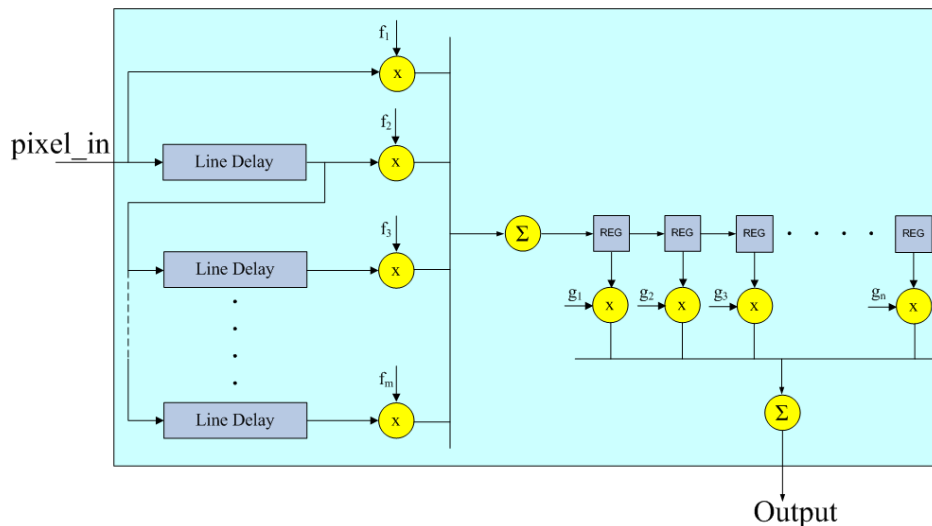 f1
x
f2
pixel_in
Line Delay
x
f3
Line Delay
x
Σ
REG
REG
REG
REG
g1
x
g2
x
g3
x
gn
x
fm
Line Delay
x
Σ
Output